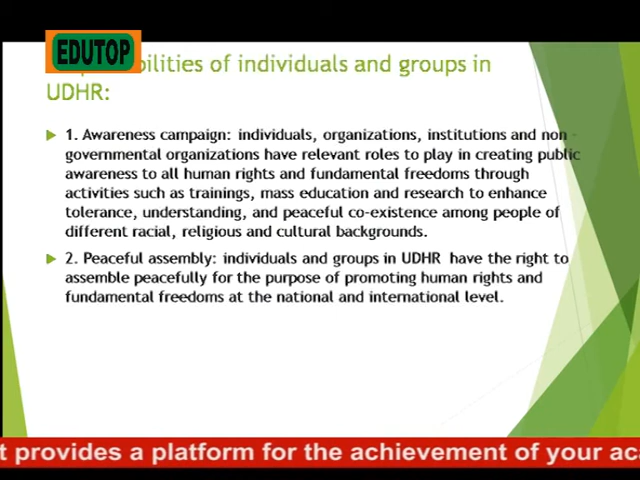 EDUTOP
bilities of individuals and groups in
UDHR:
1. Awareness campaign: individuals, organizations, institutions and non -
governmental organizations have relevant roles to play in creating public
awareness to all human rights and fundamental freedoms through
activities such as trainings, mass education and research to enhance
tolerance, understanding, and peaceful co-existence among people of
different racial, religious and cultural backgrounds.
2. Peaceful assembly: individuals and groups in UDHR have the right to
assemble peacefully for the purpose of promoting human rights and
fundamental freedoms at the national and international level.
t provides a platform for the achievement of your aca